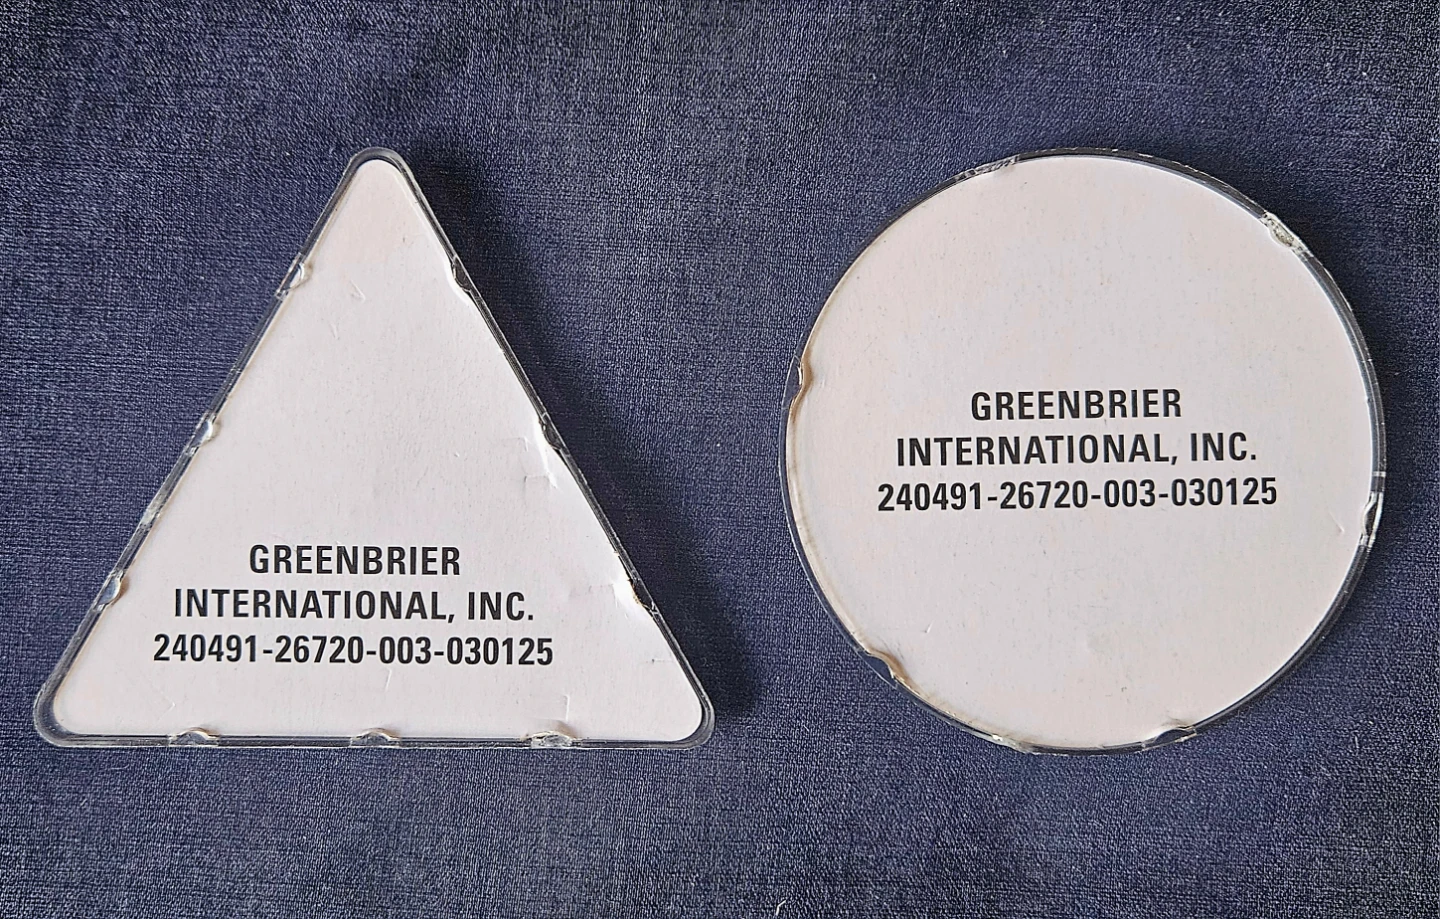 GREENBRIER
INTERNATIONAL, INC.
240491-26720-003-030125
GREENBRIER
INTERNATIONAL, INC.
240491-26720-003-030125